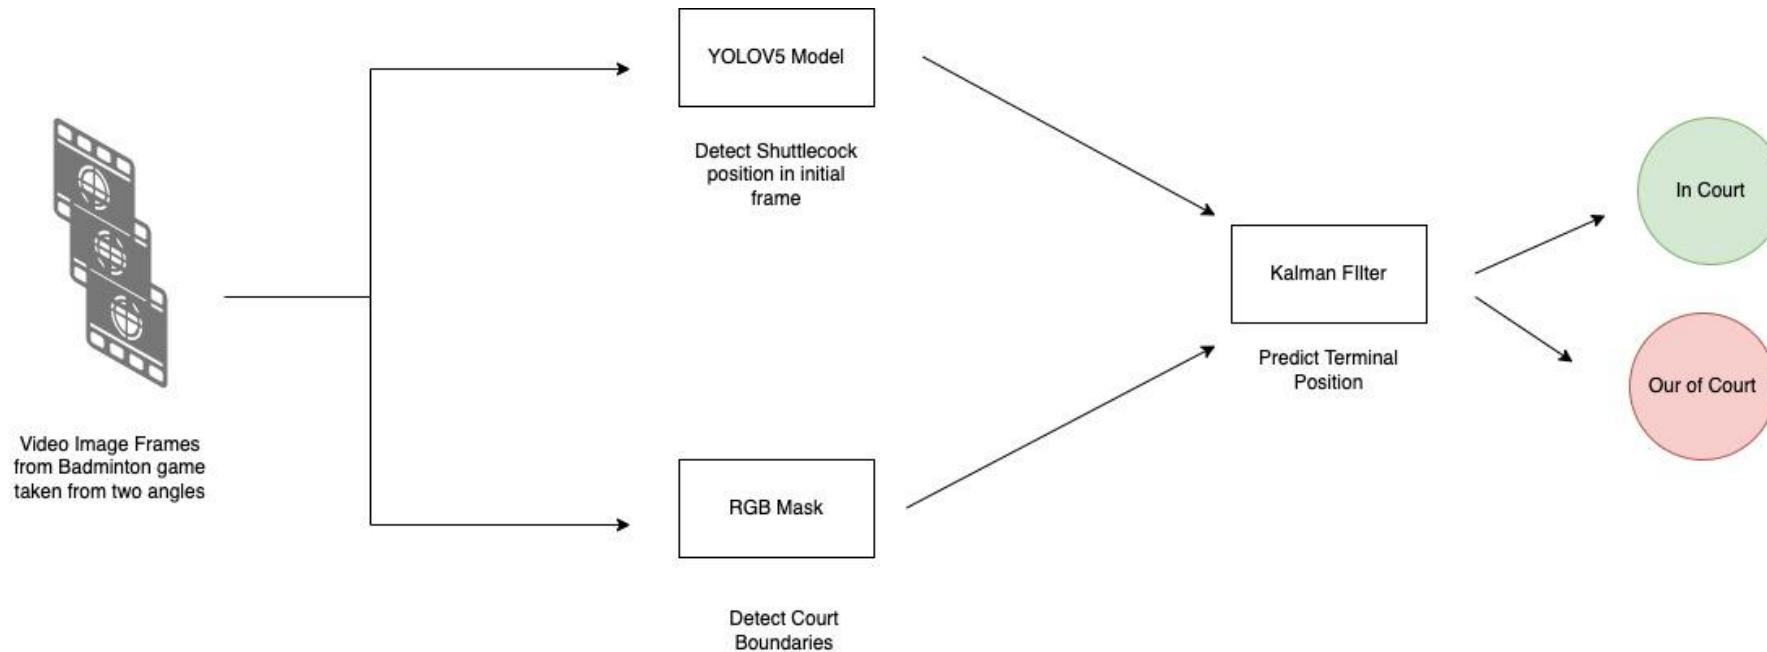 YOLOV5 Model
Detect Shuttlecock
position in initial
frame
In Court
Kalman FIlter
Predict Terminal
Position
Our of Court
Video Image Frames
from Badminton game
taken from two angles
RGB Mask
Detect Court
Boundaries